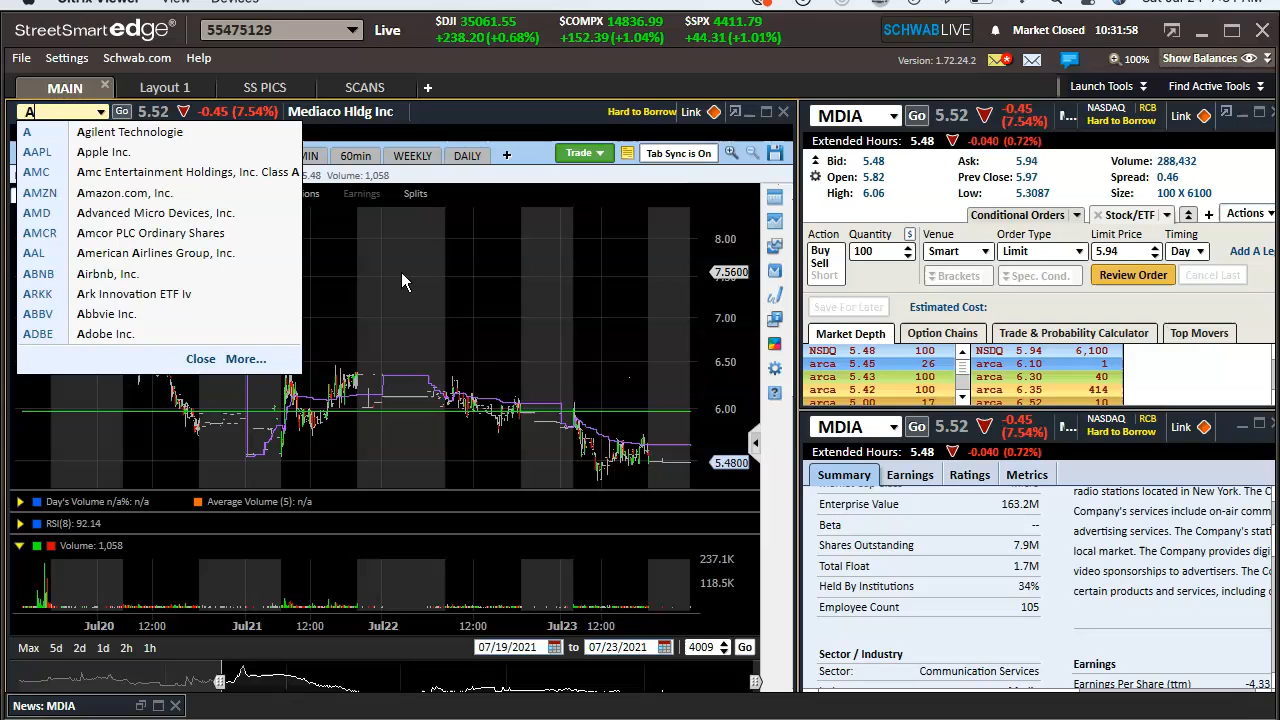 StreetSmart edge
55475129
Live
$DJI 35061.55
+238.20 (+0.68%)
$COMPX 14836.99
+152.39 (+1.04%)
$SPX 4411.79
+44.31 (+1.01%)
SCHWABLIVE
Market Closed
10:31:58
File Settings Schwab.com Help
Version: 1.72.24.2
100%
Show Balances
MAIN Layout 1 SS PICS SCANS +
Launch Tools
Find Active Tools
A Go 5.52 -0.45 (7.54%) Mediaco Hldg Inc
Hard to Borrow Link
A Agilent Technologie
AAPL Apple Inc.
AMC Amc Entertainment Holdings, Inc. Class A
AMZN Amazon.com, Inc.
AMD Advanced Micro Devices, Inc.
AMCR Amcor PLC Ordinary Shares
AAL American Airlines Group, Inc.
ABNB Airbnb, Inc.
ARKK Ark Innovation ETF Iv
ABBV Abbvie Inc.
ADBE Adobe Inc.
Close More...
MIN 60min WEEKLY DAILY +
Trade
Tab Sync is On
5.48 Volume: 1,058
Earnings Splits
8.00
7.5600
7.00
6.50
6.00
5.4800
Day's Volume n/a%: n/a Average Volume (5): n/a
RSI(8): 92.14
Volume: 1,058
237.1K
118.5K
Jul20 12:00 Jul21 12:00 Jul22 12:00 Jul23 12:00
Max 5d 2d 1d 2h 1h
07/19/2021 to 07/23/2021 4009 Go
News: MDIA
MDIA Go 5.52 -0.45
(7.54%)
M...
NASDAQ RCB
Hard to Borrow
Link
Extended Hours: 5.48 -0.040 (0.72%)
Bid: 5.48 Ask: 5.94 Volume: 288,432
Open: 5.82 Prev Close: 5.97 Spread: 0.46
High: 6.06 Low: 5.3087 Size: 100 X 6100
Conditional Orders Stock/ETF + Actions
Action Quantity $ Venue Order Type Limit Price Timing
Buy
Sell
Short
100 Smart Limit 5.94 Day
Add A Le
Brackets Spec. Cond. Review Order Cancel Last
Save For Later Estimated Cost:
Market Depth Option Chains Trade & Probability Calculator Top Movers
NSDQ 5.48 100 NSDQ 5.94 6,100
arca 5.45 26 arca 6.10 1
arca 5.43 100 arca 6.30 40
arca 5.42 100 arca 6.35 414
arca 5.00 17 arca 6.52 10
MDIA Go 5.52 -0.45
(7.54%)
M...
NASDAQ RCB
Hard to Borrow
Link
Extended Hours: 5.48 -0.040 (0.72%)
Summary Earnings Ratings Metrics
Enterprise Value 163.2M
Beta --
Shares Outstanding 7.9M
Total Float 1.7M
Held By Institutions 34%
Employee Count 105
Sector / Industry
Sector: Communication Services
radio stations located in New York. The C
Company's services include on-air comm
advertising services. The Company's stat
local market. The Company provides digi
video sponsorships to advertisers. The
certain products and services, including
Earnings
Earnings Per Share (ttm) -4.33